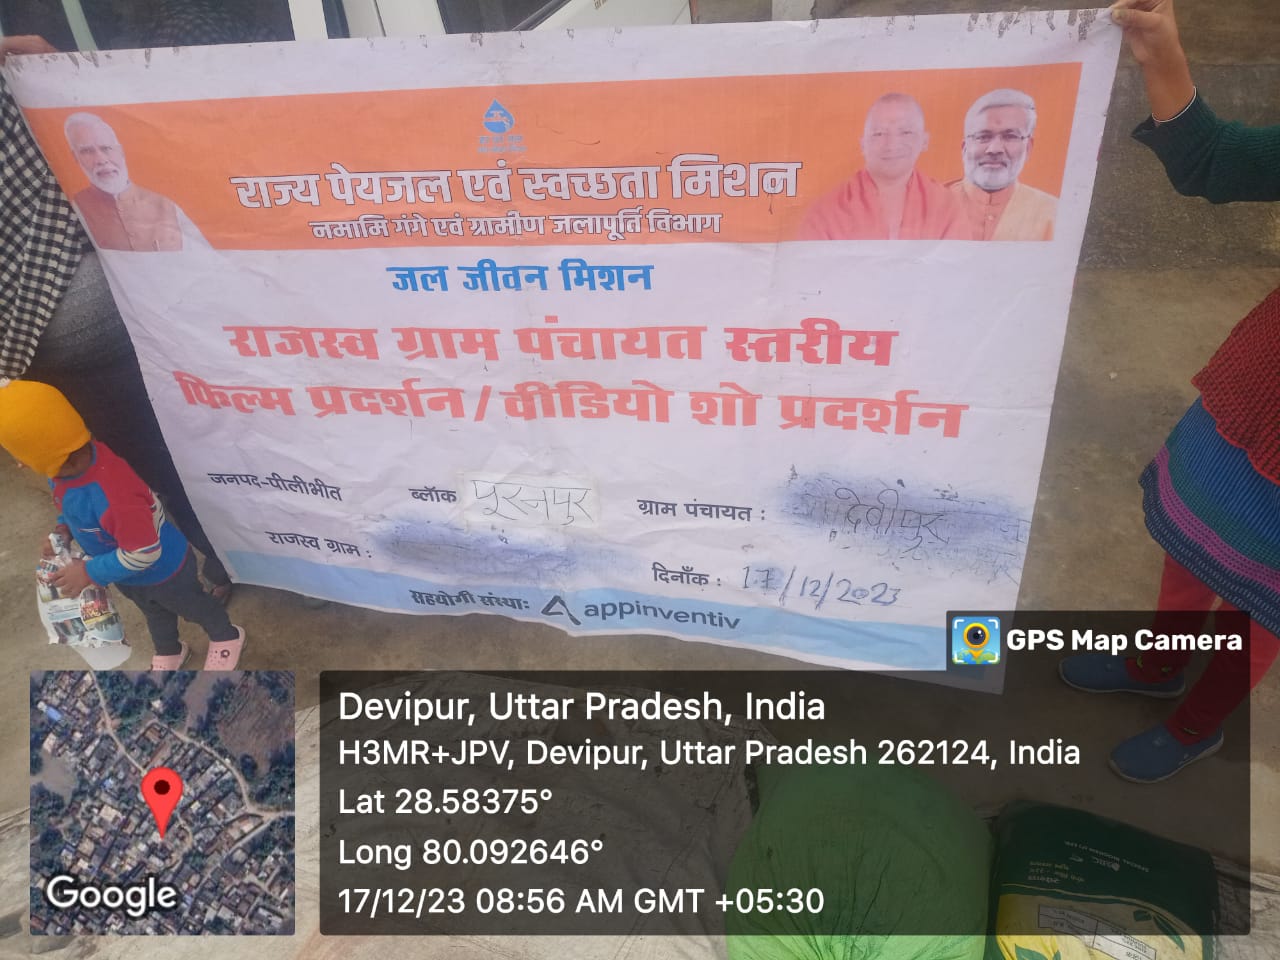 राज्य पेयजल एवं स्वच्छता मिशन
नमामि गंगे एवं ग्रामीण जलापूर्ति विभाग
जल जीवन मिशन
राजस्व ग्राम पंचायत स्तरीय
फिल्म प्रदर्शन / वीडियो शो प्रदर्शन
जनपद-पीलीभीत ब्लॉक पूरनपुर ग्राम पंचायत : देवीपुर
राजस्व ग्राम :
दिनाँक : 17/12/2023
सहयोगी संस्थाः appinventiv
GPS Map Camera
Devipur, Uttar Pradesh, India
H3MR+JPV, Devipur, Uttar Pradesh 262124, India
Lat 28.58375°
Long 80.092646°
17/12/23 08:56 AM GMT +05:30
Google